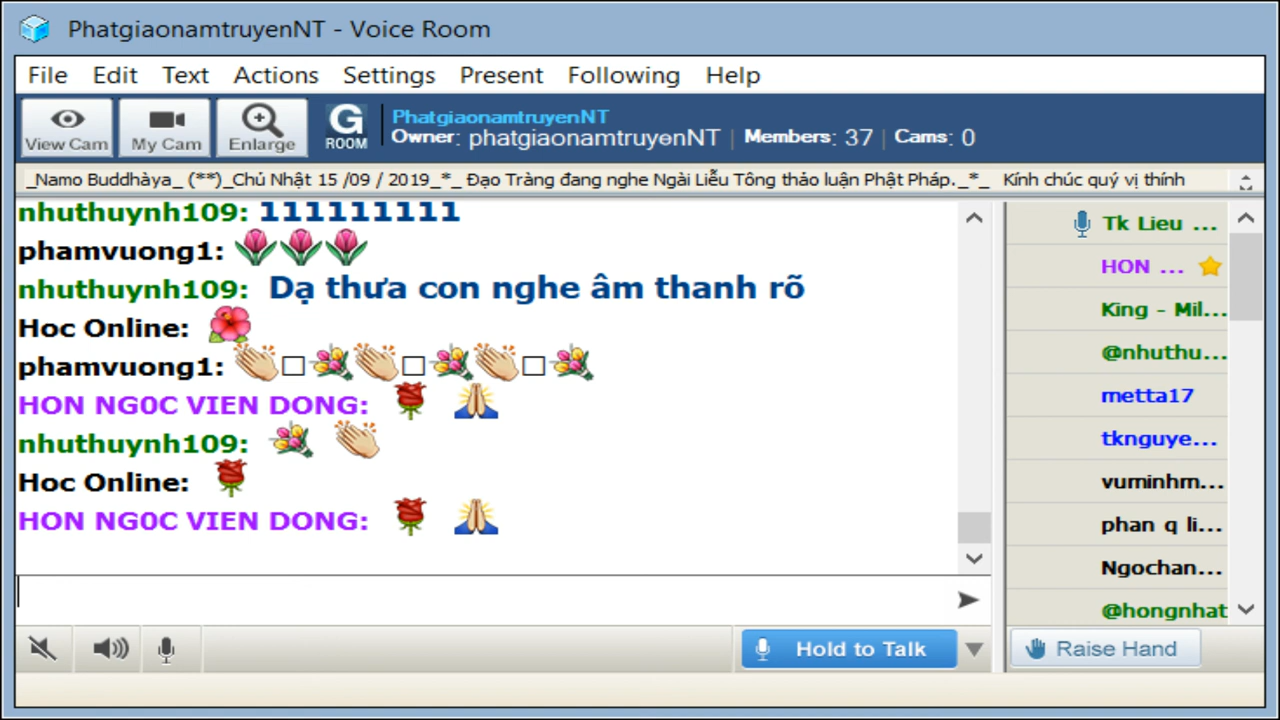 PhatgiaonamtruyenNT - Voice Room
File Edit Text Actions Settings Present Following Help
View Cam My Cam Enlarge G ROOM
PhatgiaonamtruyenNT
Owner: phatgiaonamtruyenNT | Members: 37 | Cams: 0
_Namo Buddhàya_ (**)_Chủ Nhật 15 /09 / 2019_*_ Đạo Tràng đang nghe Ngài Liễu Tông thảo luận Phật Pháp._*_ Kính chúc quý vị thính
nhuthuynh109: 111111111
phamvuong1:
nhuthuynh109: Dạ thưa con nghe âm thanh rõ
Hoc Online:
phamvuong1:
HON NG0C VIEN DONG:
nhuthuynh109:
Hoc Online:
HON NG0C VIEN DONG:
Tk Lieu ...
HON ...
King - Mil...
@nhuthu...
metta17
tknguye...
vuminhm...
phan q li...
Ngochan...
@hongnhat
Hold to Talk
Raise Hand